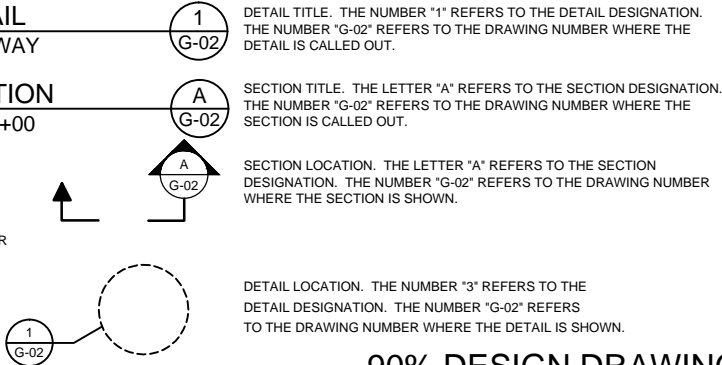 AIL
WAY
1
G-02
DETAIL TITLE. THE NUMBER "1" REFERS TO THE DETAIL DESIGNATION.
THE NUMBER "G-02" REFERS TO THE DRAWING NUMBER WHERE THE
DETAIL IS CALLED OUT.
TION
+00
A
G-02
SECTION TITLE. THE LETTER "A" REFERS TO THE SECTION DESIGNATION.
THE NUMBER "G-02" REFERS TO THE DRAWING NUMBER WHERE THE
SECTION IS CALLED OUT.
A
G-02
SECTION LOCATION. THE LETTER "A" REFERS TO THE SECTION
DESIGNATION. THE NUMBER "G-02" REFERS TO THE DRAWING NUMBER
WHERE THE SECTION IS SHOWN.
R
1
G-02
DETAIL LOCATION. THE NUMBER "3" REFERS TO THE
DETAIL DESIGNATION. THE NUMBER "G-02" REFERS
TO THE DRAWING NUMBER WHERE THE DETAIL IS SHOWN.
90% DESIGN DRAWING